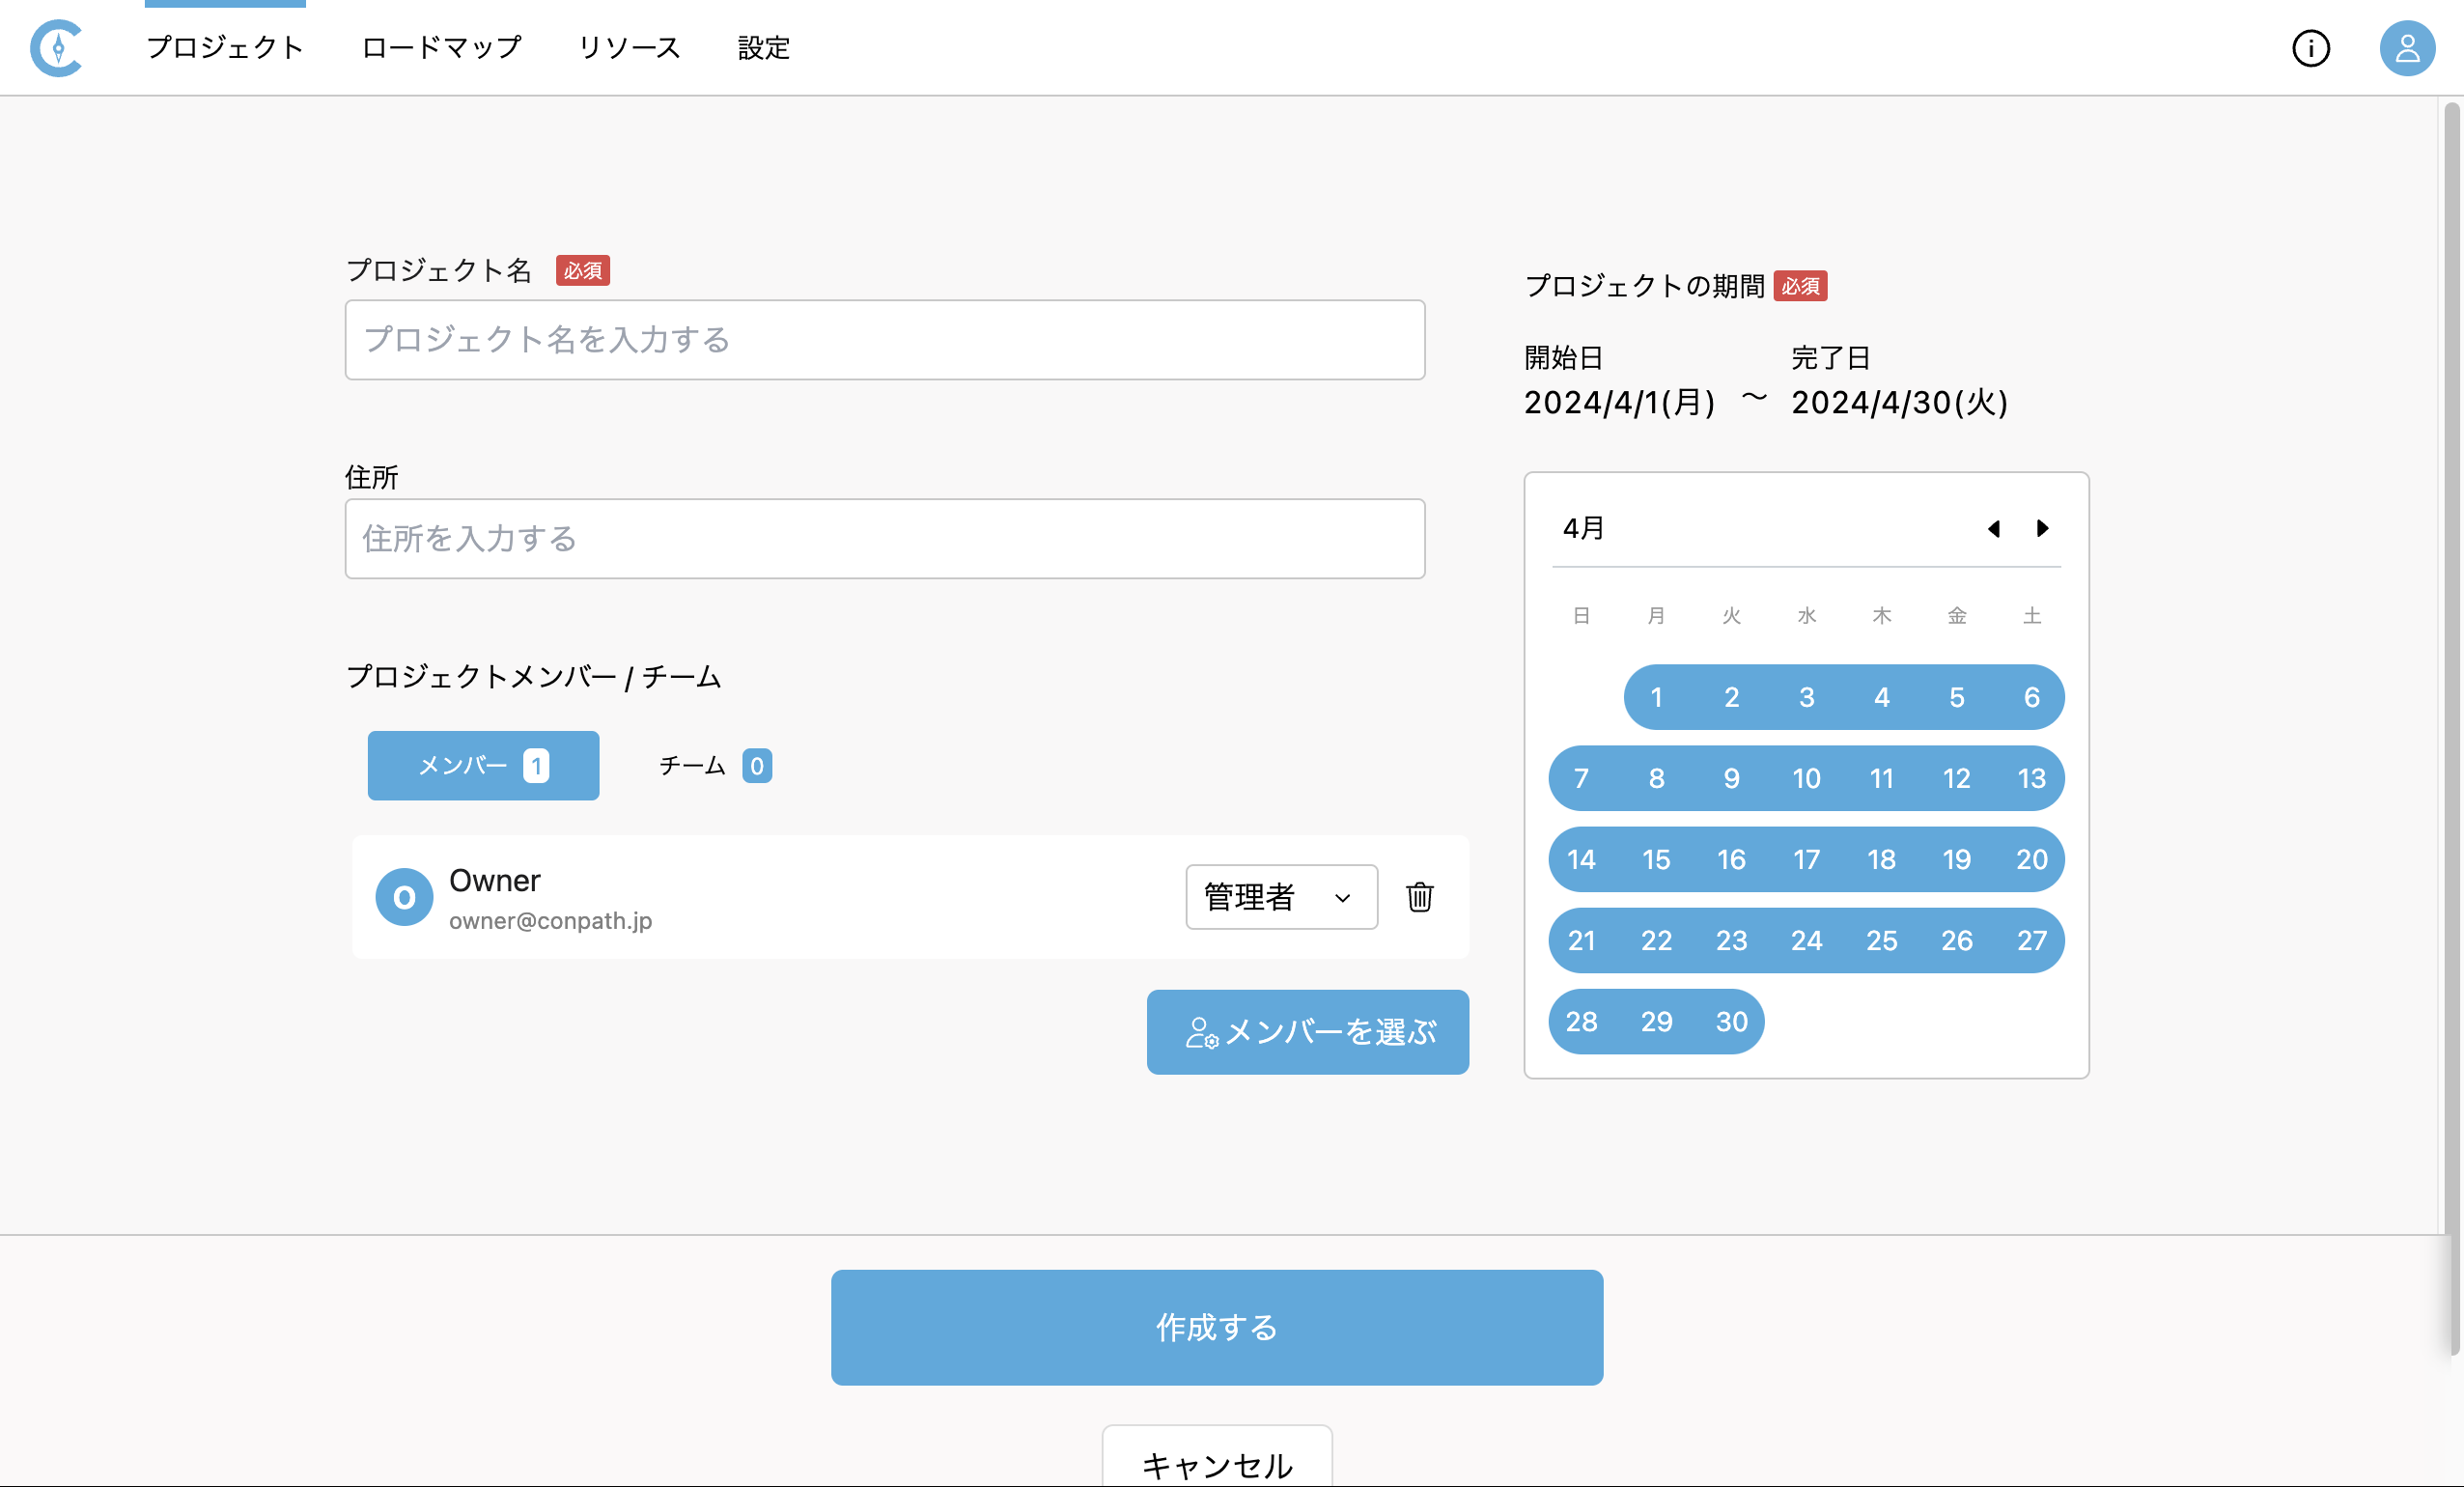 プロジェクト ロードマップ リソース 設定
プロジェクト名 必須
プロジェクト名を入力する
住所
住所を入力する
プロジェクトメンバー / チーム
メンバー 1 チーム 0
O
Owner
owner@conpath.jp
管理者
メンバーを選ぶ
プロジェクトの期間 必須
開始日 完了日
2024/4/1(月) 〜 2024/4/30(火)
4月
日 月 火 水 木 金 土
1 2 3 4 5 6
7 8 9 10 11 12 13
14 15 16 17 18 19 20
21 22 23 24 25 26 27
28 29 30
作成する
キャンセル